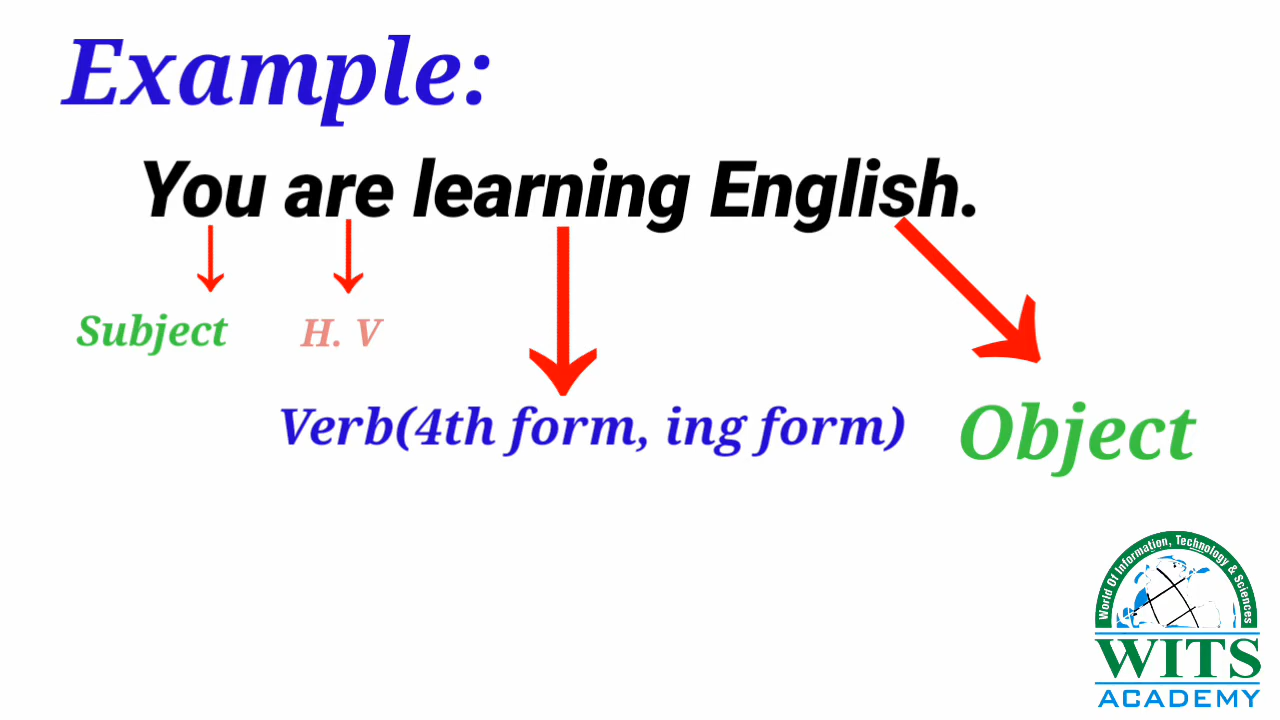 Example:
You are learning English.
Subject H. V
Verb(4th form, ing form) Object
World Of Information, Technology & Sciences
WITS
ACADEMY